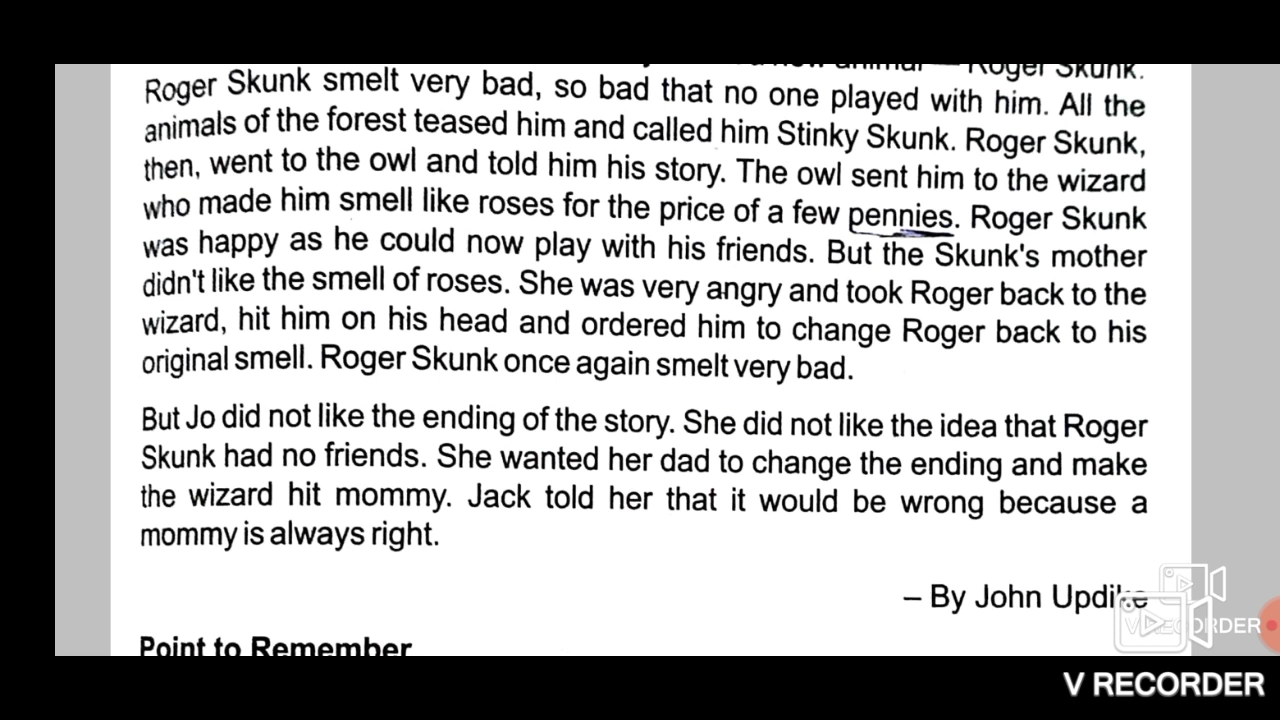 Roger Skunk.
Roger Skunk smelt very bad, so bad that no one played with him. All the
animals of the forest teased him and called him Stinky Skunk. Roger Skunk,
then, went to the owl and told him his story. The owl sent him to the wizard
who made him smell like roses for the price of a few pennies. Roger Skunk
was happy as he could now play with his friends. But the Skunk's mother
didn't like the smell of roses. She was very angry and took Roger back to the
wizard, hit him on his head and ordered him to change Roger back to his
original smell. Roger Skunk once again smelt very bad.
But Jo did not like the ending of the story. She did not like the idea that Roger
Skunk had no friends. She wanted her dad to change the ending and make
the wizard hit mommy. Jack told her that it would be wrong because a
mommy is always right.
– By John Updike
Point to Remember
V RECORDER
V RECORDER